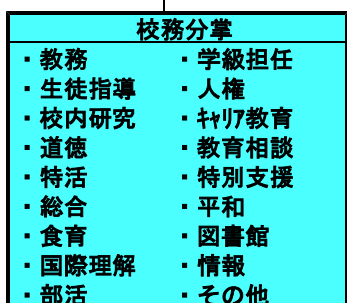 校務分掌
・教務 ・学級担任
・生徒指導 ・人権
・校内研究 ・ｷｬﾘｱ教育
・道徳 ・教育相談
・特活 ・特別支援
・総合 ・平和
・食育 ・図書館
・国際理解 ・情報
・部活 ・その他